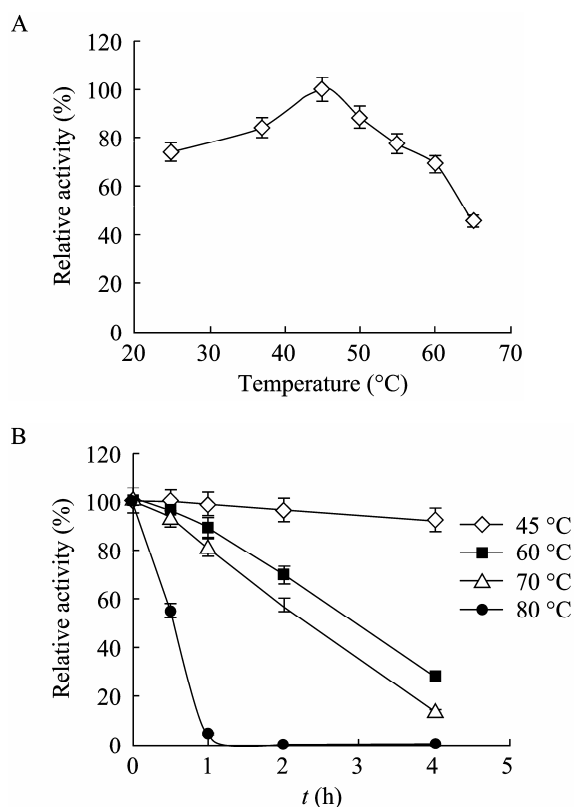 A
Relative activity (%)
120
100
80
60
40
20
0
20 30 40 50 60 70
Temperature (°C)
B
Relative activity (%)
120
100
80
60
40
20
0
0 1 2 3 4 5
t (h)
45 °C
60 °C
70 °C
80 °C